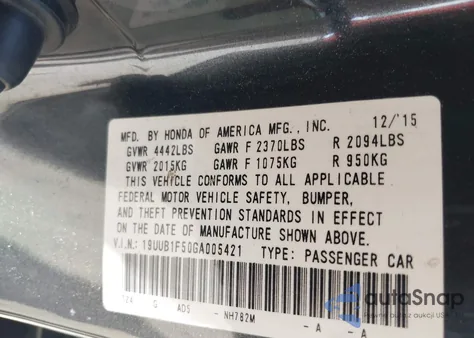 MFD. BY HONDA OF AMERICA MFG., INC. 12/'15
GVWR 4442LBS GAWR F 2370LBS R 2094LBS
GVWR 2015KG GAWR F 1075KG R 950KG
THIS VEHICLE CONFORMS TO ALL APPLICABLE
FEDERAL MOTOR VEHICLE SAFETY, BUMPER,
AND THEFT PREVENTION STANDARDS IN EFFECT
ON THE DATE OF MANUFACTURE SHOWN ABOVE.
V.I.N.: 19UUB1F50GA005421 TYPE: PASSENGER CAR
G AD5 - NH782M - A - A
autoSnap